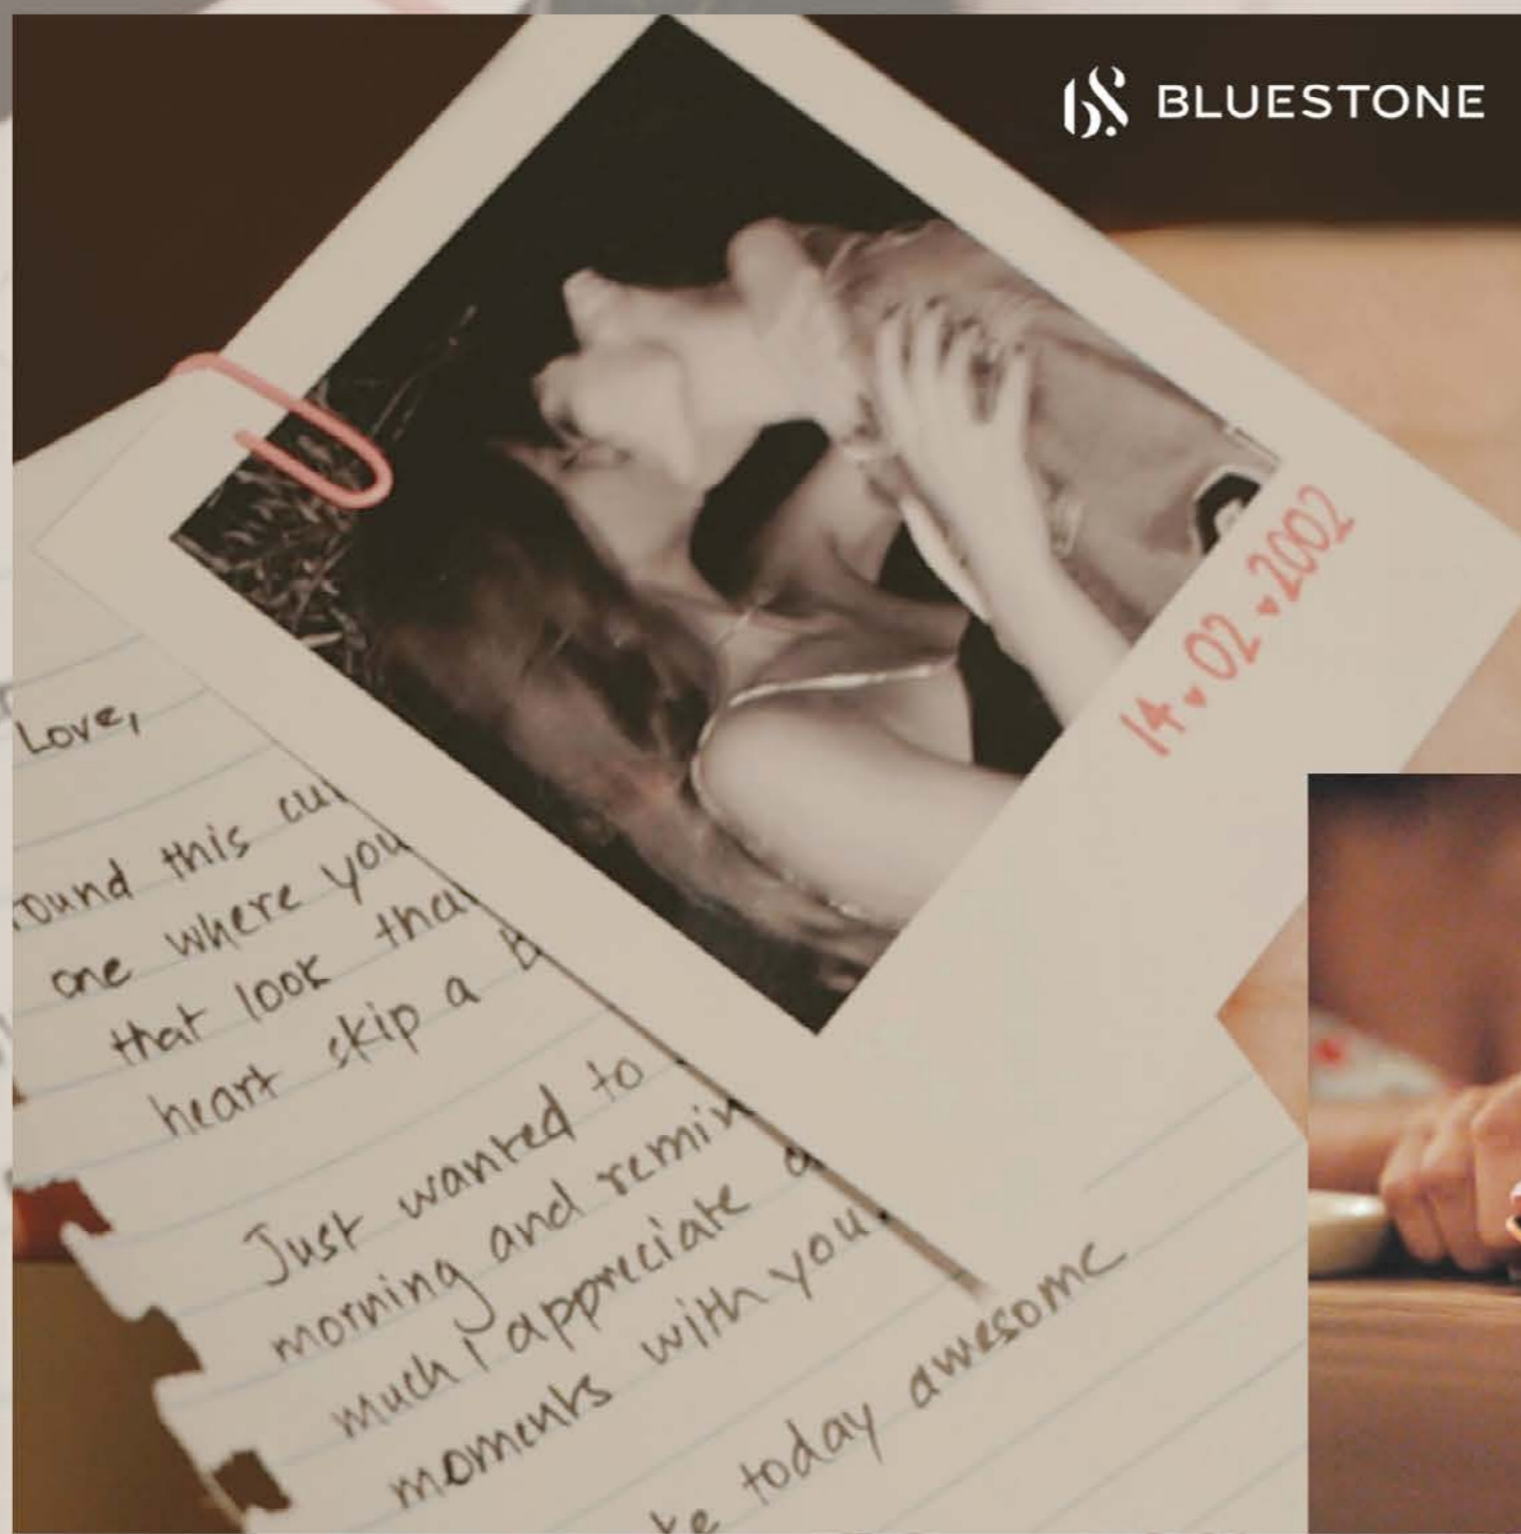 BLUESTONE
14.02.2002
Love,
this
one where you
that look
heart skip a
Just wanted to
morning and
much I appreciate
moments with you
today awesome